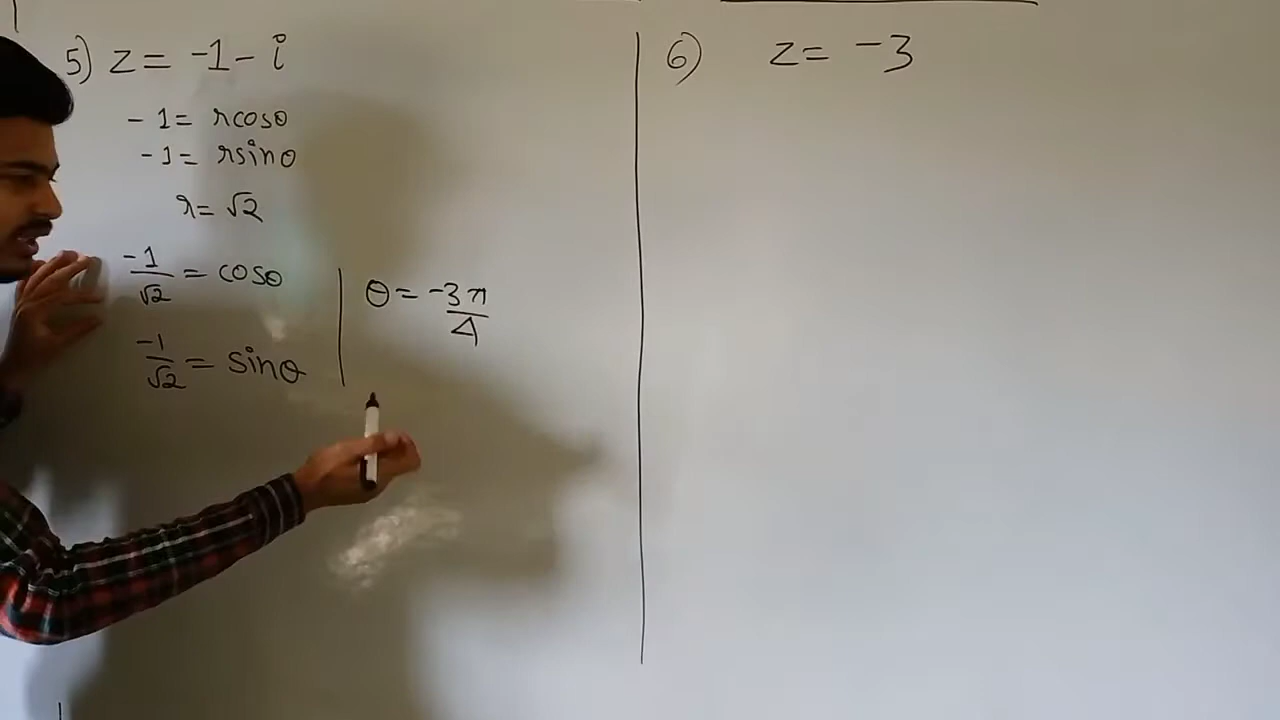 5) z = -1 - i
-1 = rcosθ
-1 = rsinθ
r = √2
-1/√2 = cosθ
-1/√2 = sinθ
θ = -3π/4
6) z = -3